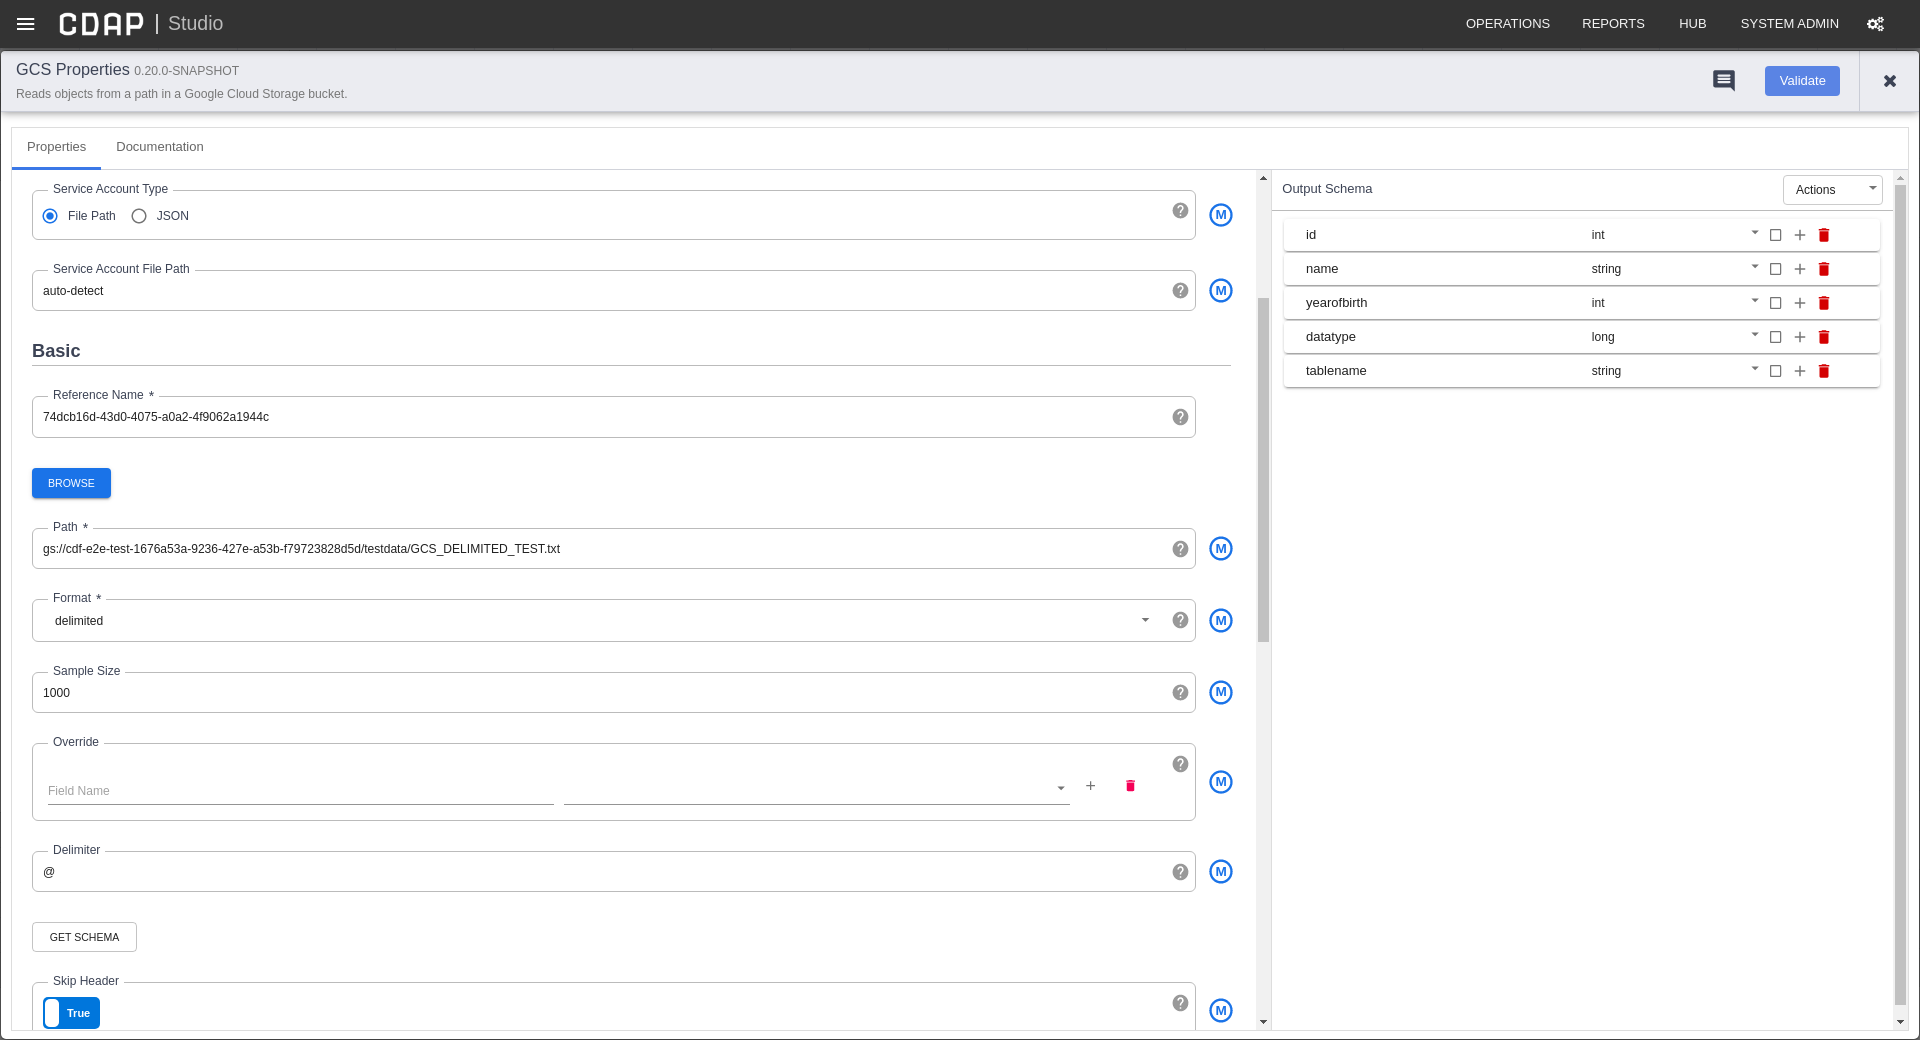 CDAP | Studio
OPERATIONS REPORTS HUB SYSTEM ADMIN
GCS Properties 0.20.0-SNAPSHOT
Reads objects from a path in a Google Cloud Storage bucket.
Validate
Properties Documentation
Service Account Type
File Path JSON
M
Service Account File Path
auto-detect
M
Basic
Reference Name *
74dcb16d-43d0-4075-a0a2-4f9062a1944c
BROWSE
Path *
gs://cdf-e2e-test-1676a53a-9236-427e-a53b-f79723828d5d/testdata/GCS_DELIMITED_TEST.txt
M
Format *
delimited
M
Sample Size
1000
M
Override
Field Name
M
Delimiter
@
M
GET SCHEMA
Skip Header
True
M
Output Schema
Actions
id int
name string
yearofbirth int
datatype long
tablename string